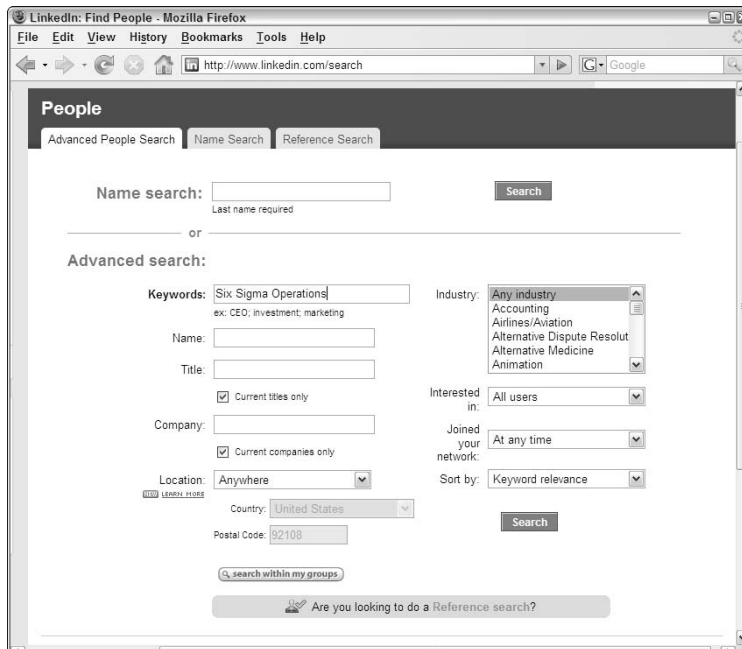 LinkedIn: Find People - Mozilla Firefox
File Edit View History Bookmarks Tools Help
in http://www.linkedin.com/search G Google
People
Advanced People Search Name Search Reference Search
Name search: Search
Last name required
or
Advanced search:
Keywords: Six Sigma Operations
ex: CEO; investment; marketing
Name:
Title:
Current titles only
Company:
Current companies only
Location: Anywhere
LEARN MORE
Country: United States
Postal Code: 92108
search within my groups
Industry: Any industry
Accounting
Airlines/Aviation
Alternative Dispute Resolut
Alternative Medicine
Animation
Interested in: All users
Joined your network: At any time
Sort by: Keyword relevance
Search
Are you looking to do a Reference search?